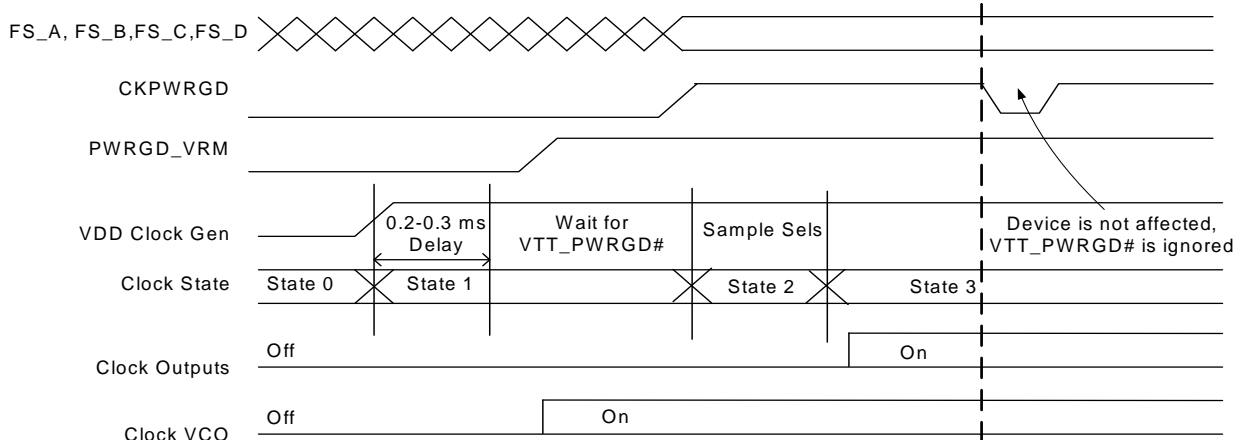 FS_A, FS_B,FS_C,FS_D
CKPWRGD
PWRGD_VRM
VDD Clock Gen
0.2-0.3 ms
Delay
Wait for
VTT_PWRGD#
Sample Sels
Device is not affected,
VTT_PWRGD# is ignored
Clock State
State 0
State 1
State 2
State 3
Clock Outputs
Off
On
Clock VCO
Off
On